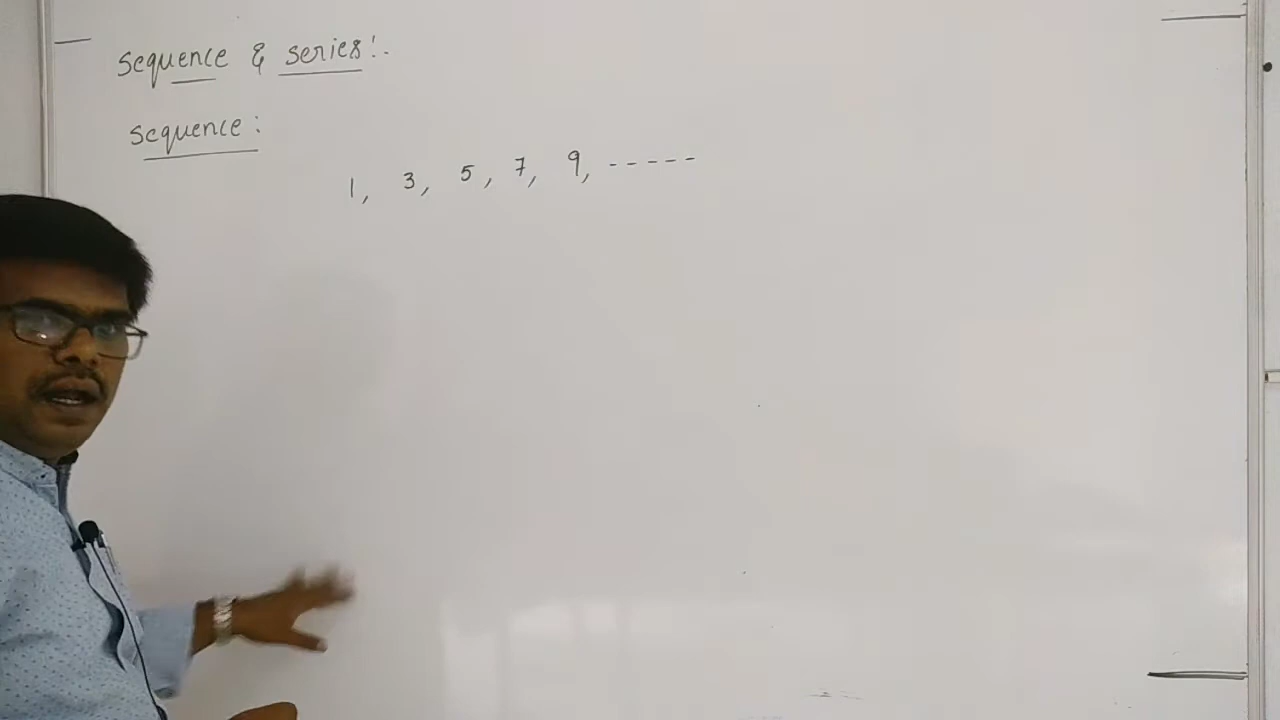 Sequence & series:-
Sequence:
1, 3, 5, 7, 9, -----